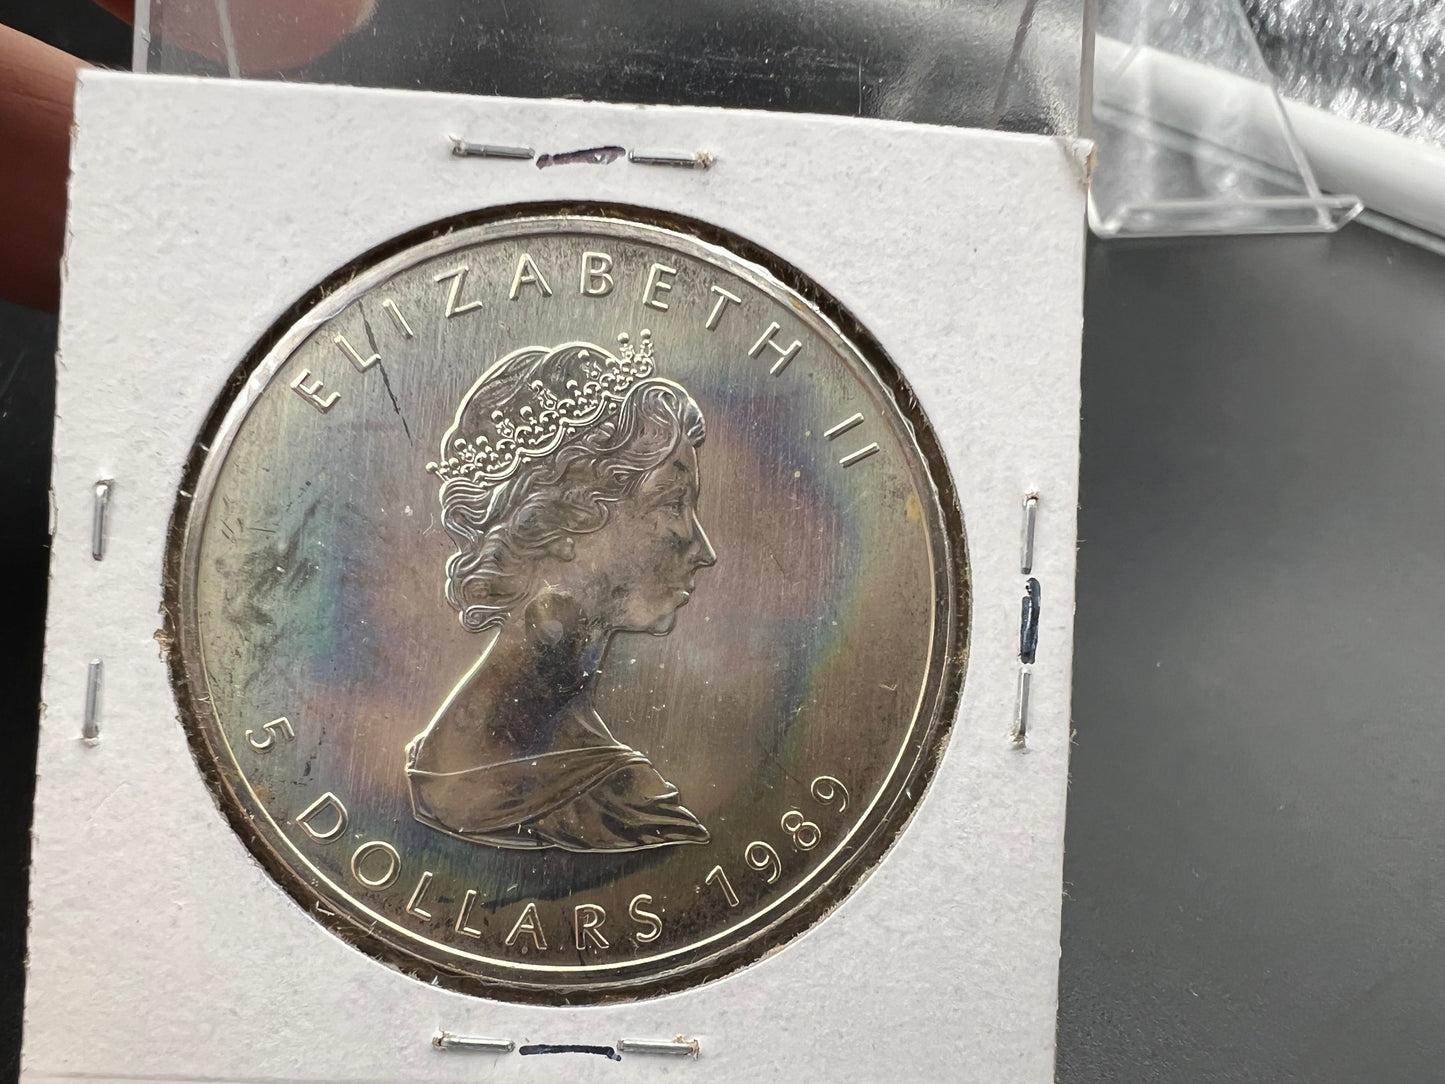 ELIZABETH II
5 DOLLARS 1989